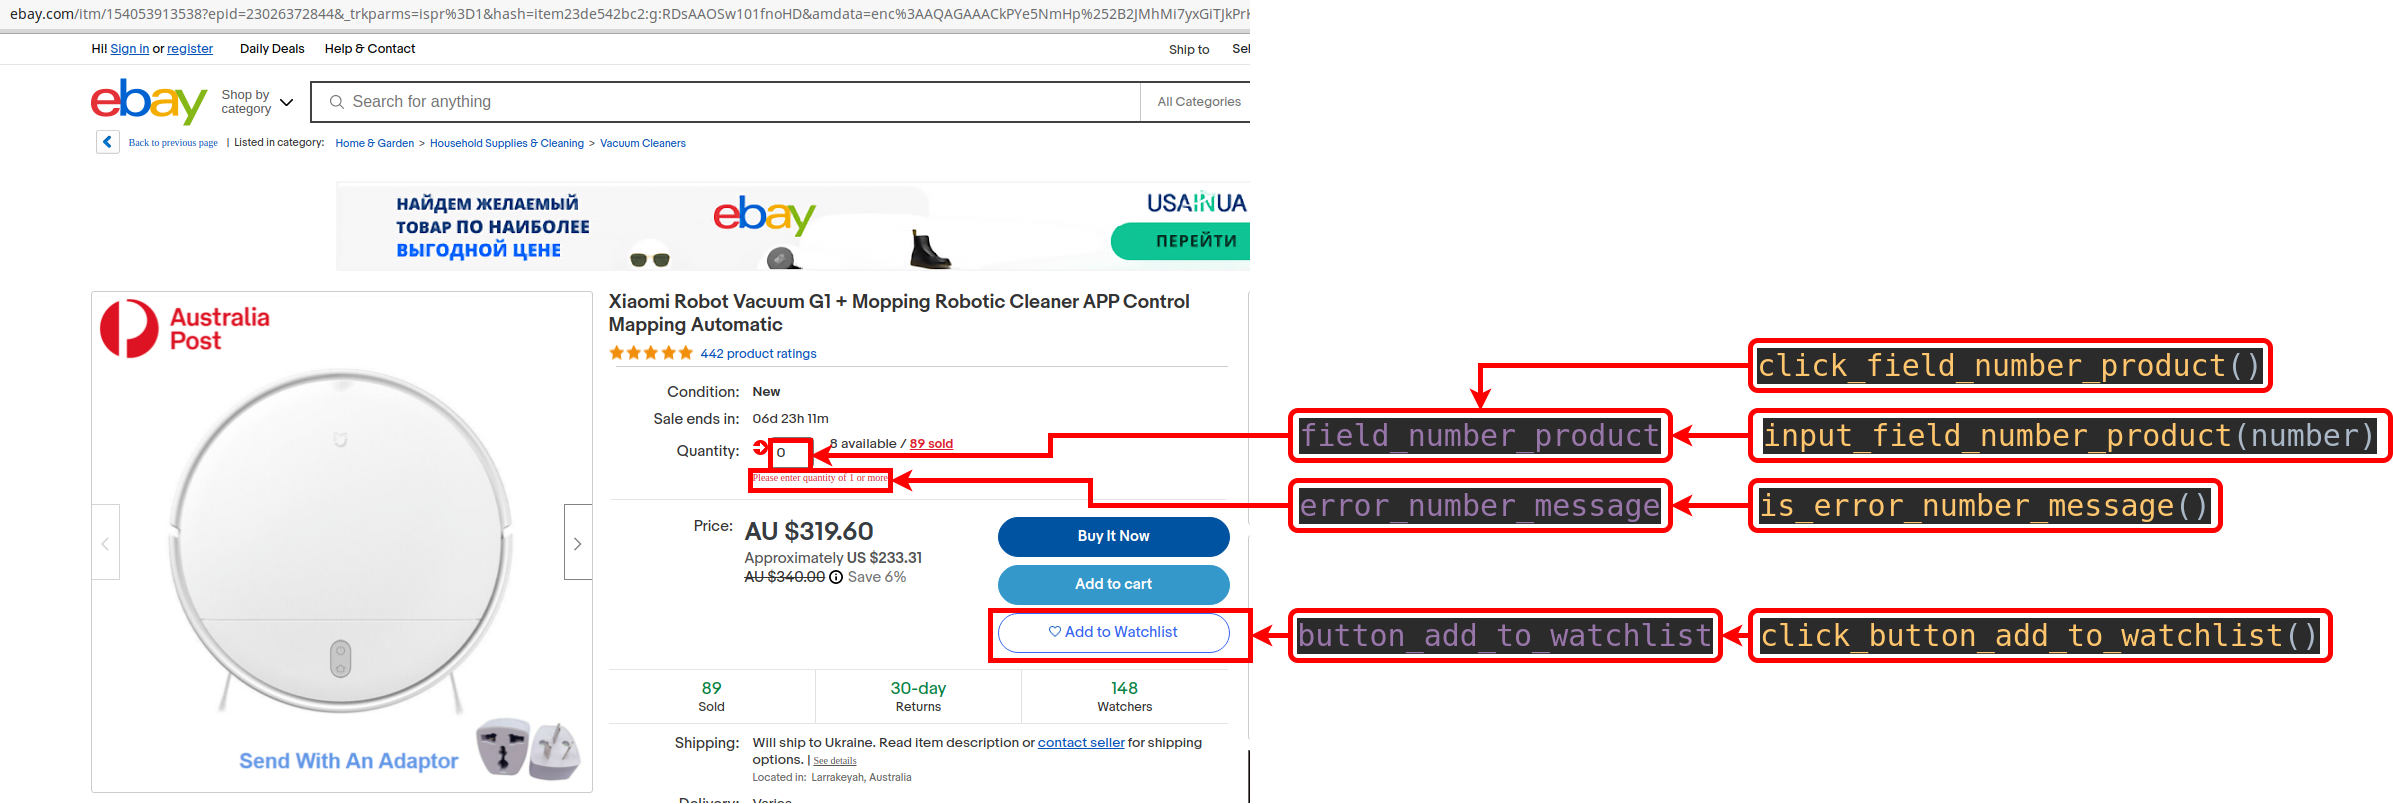 ebay.com/itm/154053913538?epid=23026372844&_trkparms=ispr%3D1&hash=item23de542bc2:g:RDsAAOSw101fnoHD&amdata=enc%3AAQAGAAACkPYe5NmHp%252B2JMhMi7yxGiTJkPrK
Hi! Sign in or register Daily Deals Help & Contact Ship to Sel
ebay Shop by category Search for anything All Categories
Back to previous page | Listed in category: Home & Garden > Household Supplies & Cleaning > Vacuum Cleaners
НАЙДЕМ ЖЕЛАЕМЫЙ
ТОВАР ПО НАИБОЛЕЕ
ВЫГОДНОЙ ЦЕНЕ
ebay
USAINUA
ПЕРЕЙТИ
Australia
Post
Send With An Adaptor
Xiaomi Robot Vacuum G1 + Mopping Robotic Cleaner APP Control
Mapping Automatic
442 product ratings
Condition: New
Sale ends in: 06d 23h 11m
Quantity: 0 8 available / 89 sold
Please enter quantity of 1 or more
Price: AU $319.60
Approximately US $233.31
AU $340.00 Save 6%
Buy It Now
Add to cart
Add to Watchlist
89 30-day 148
Sold Returns Watchers
Shipping: Will ship to Ukraine. Read item description or contact seller for shipping
options. | See details
Located in: Larrakeyah, Australia
Delivery: Varies
click_field_number_product()
field_number_product input_field_number_product(number)
error_number_message is_error_number_message()
button_add_to_watchlist click_button_add_to_watchlist()